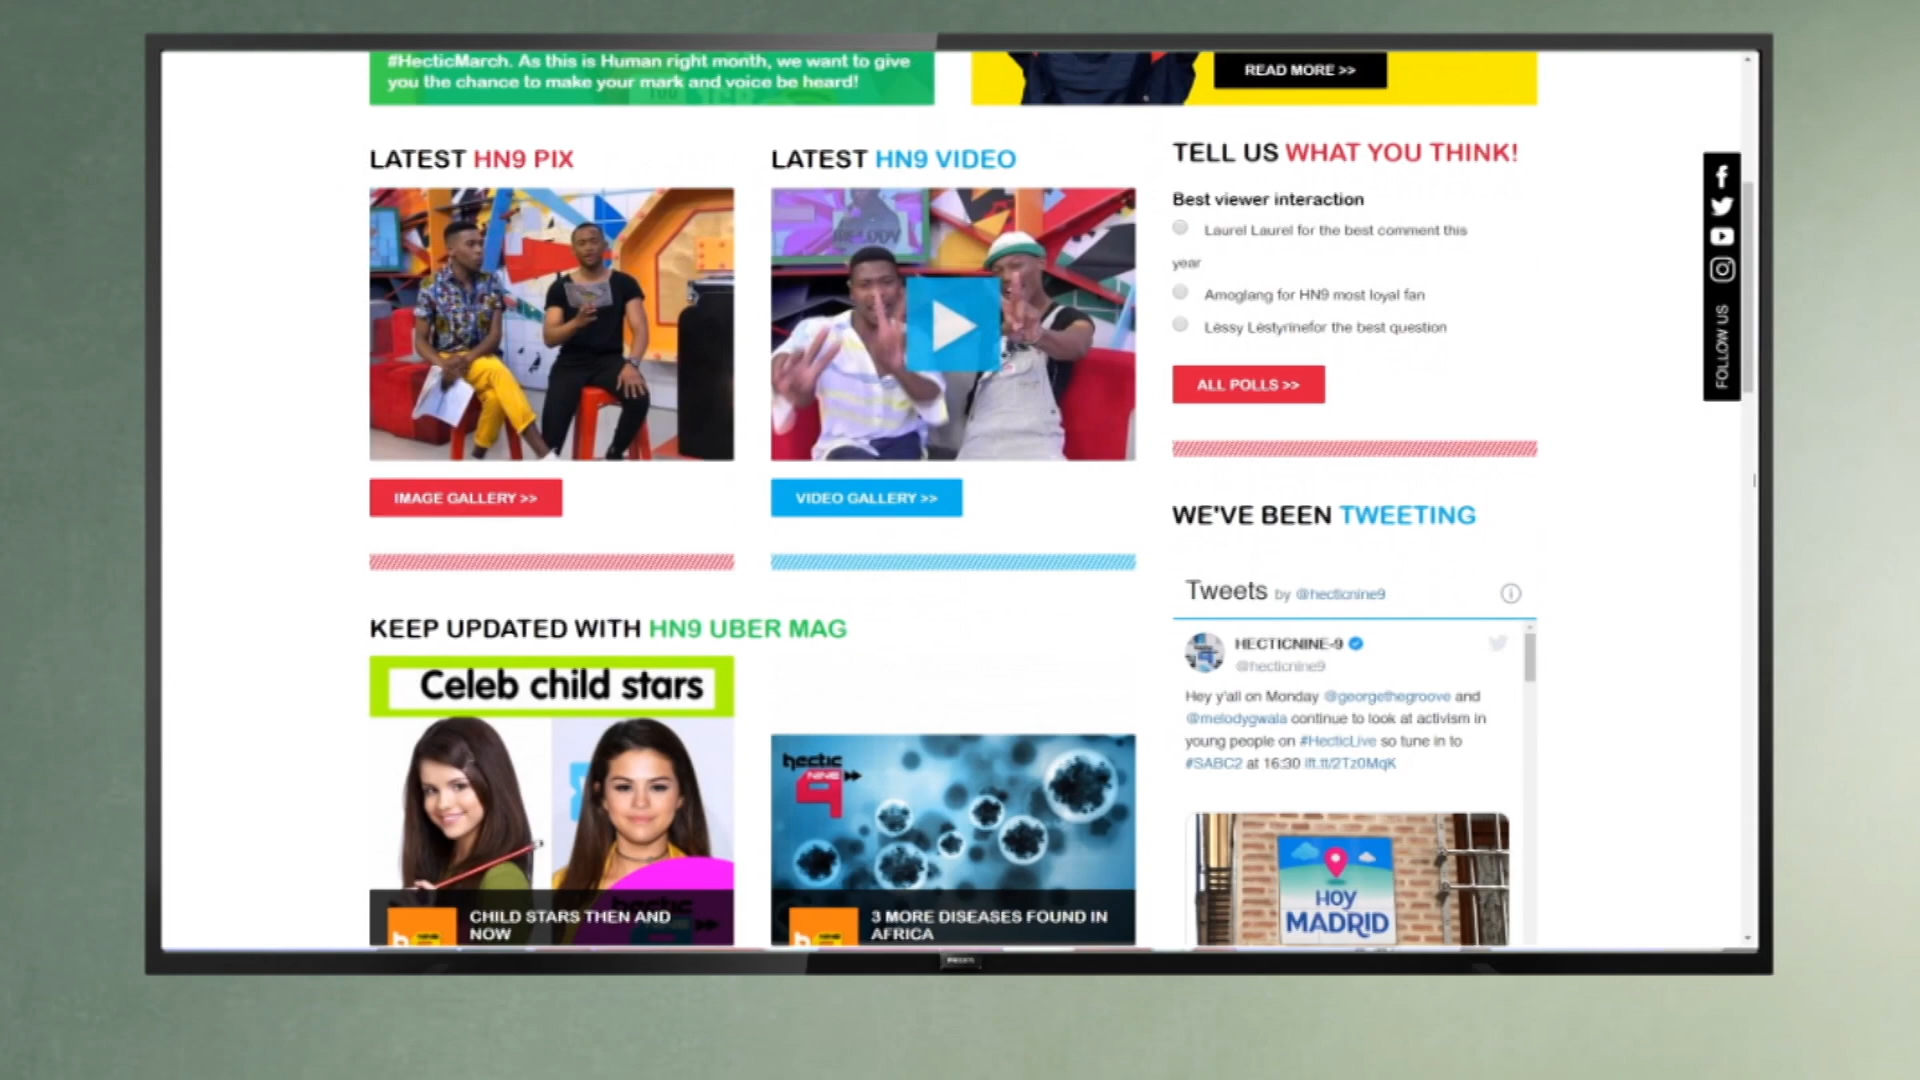 #HecticMarch. As this is Human right month, we want to give
you the chance to make your mark and voice be heard!
READ MORE >>
LATEST HN9 PIX
LATEST HN9 VIDEO
TELL US WHAT YOU THINK!
Best viewer interaction
Laurel Laurel for the best comment this
year
Amoglang for HN9 most loyal fan
Lessy Lestyrinefor the best question
ALL POLLS >>
FOLLOW US
IMAGE GALLERY >>
VIDEO GALLERY >>
WE'VE BEEN TWEETING
Tweets by @hecticnine9
HECTICNINE-9
@hecticnine9
Hey y'all on Monday @georgethegroove and
@melodygwala continue to look at activism in
young people on #HecticLive so tune in to
#SABC2 at 16:30 ift.tt/2Tz0MqK
HOY
MADRID
KEEP UPDATED WITH HN9 UBER MAG
Celeb child stars
CHILD STARS THEN AND
NOW
hectic
NINE
9
3 MORE DISEASES FOUND IN
AFRICA